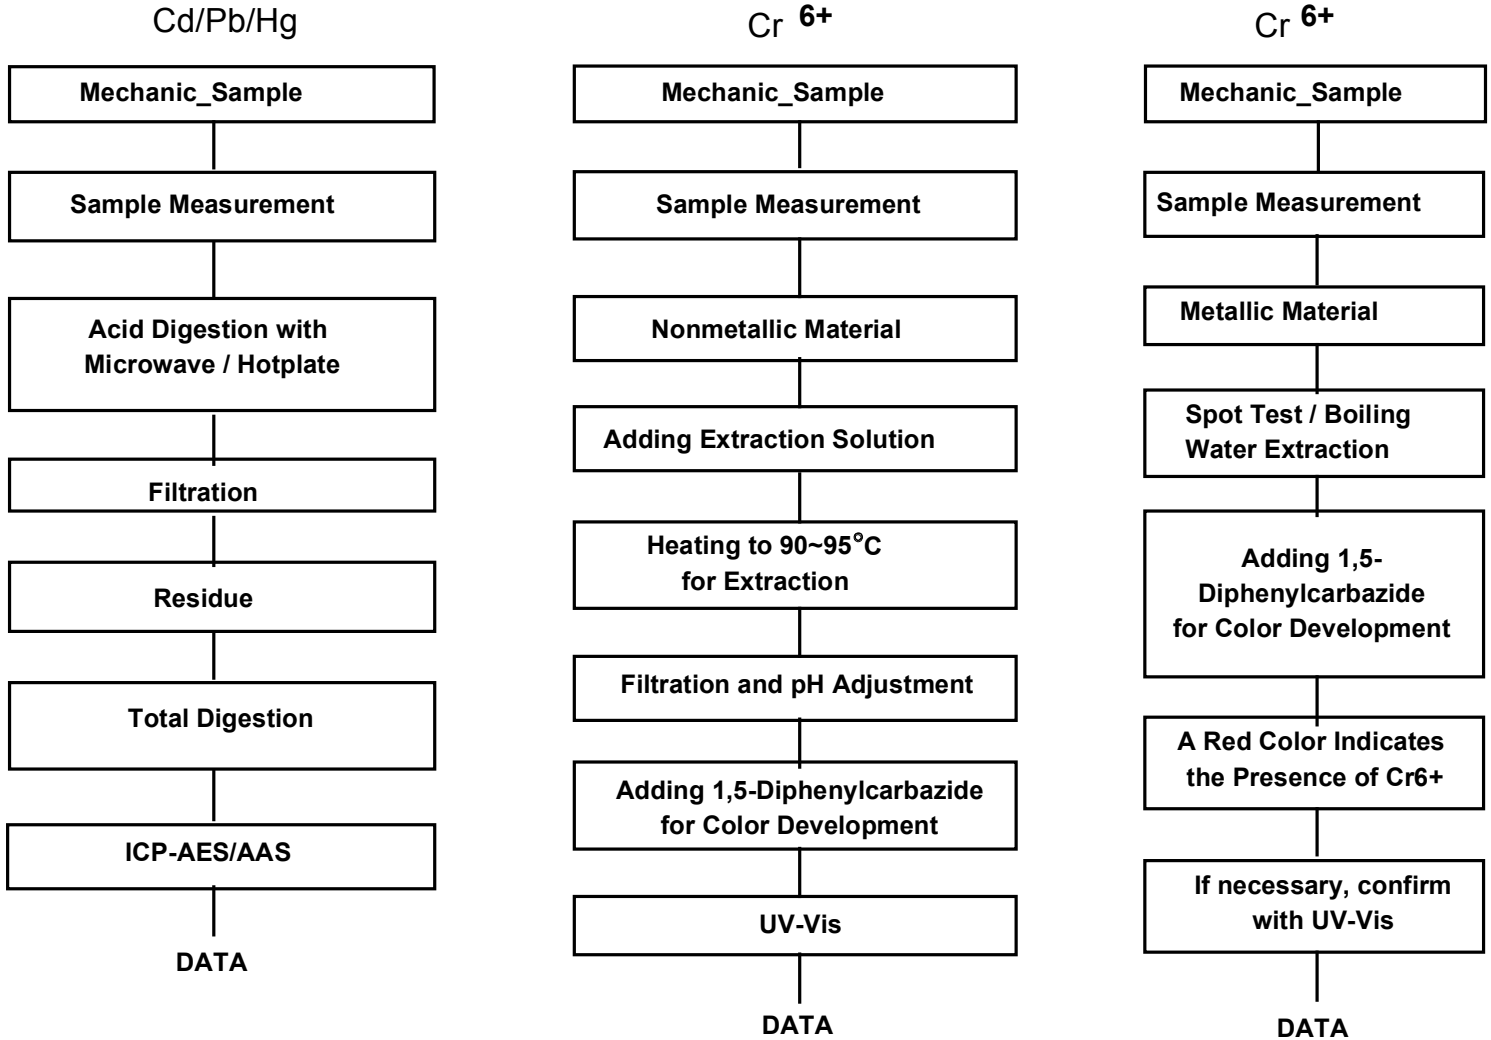 Cd/Pb/Hg
Mechanic_Sample
Sample Measurement
Acid Digestion with
Microwave / Hotplate
Filtration
Residue
Total Digestion
ICP-AES/AAS
DATA
Cr 6+
Mechanic_Sample
Sample Measurement
Nonmetallic Material
Adding Extraction Solution
Heating to 90~95°C
for Extraction
Filtration and pH Adjustment
Adding 1,5-Diphenylcarbazide
for Color Development
UV-Vis
DATA
Cr 6+
Mechanic_Sample
Sample Measurement
Metallic Material
Spot Test / Boiling
Water Extraction
Adding 1,5-
Diphenylcarbazide
for Color Development
A Red Color Indicates
the Presence of Cr6+
If necessary, confirm
with UV-Vis
DATA